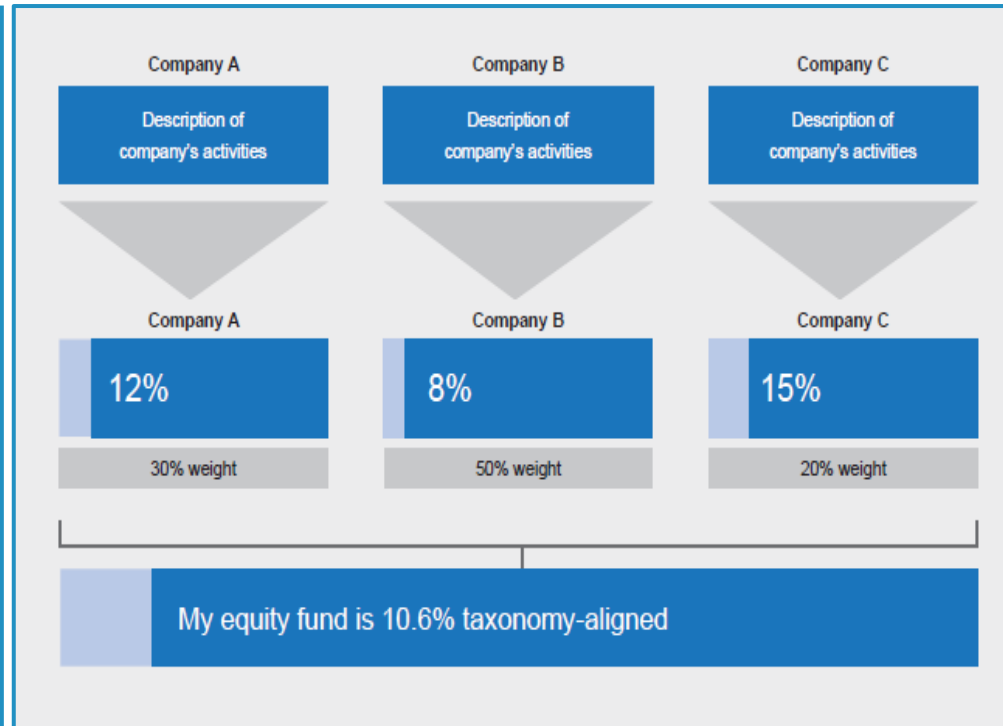 Company A
Company B
Company C
Description of
company's activities
Description of
company's activities
Description of
company's activities
Company A
Company B
Company C
12%
8%
15%
30% weight
50% weight
20% weight
My equity fund is 10.6% taxonomy-aligned